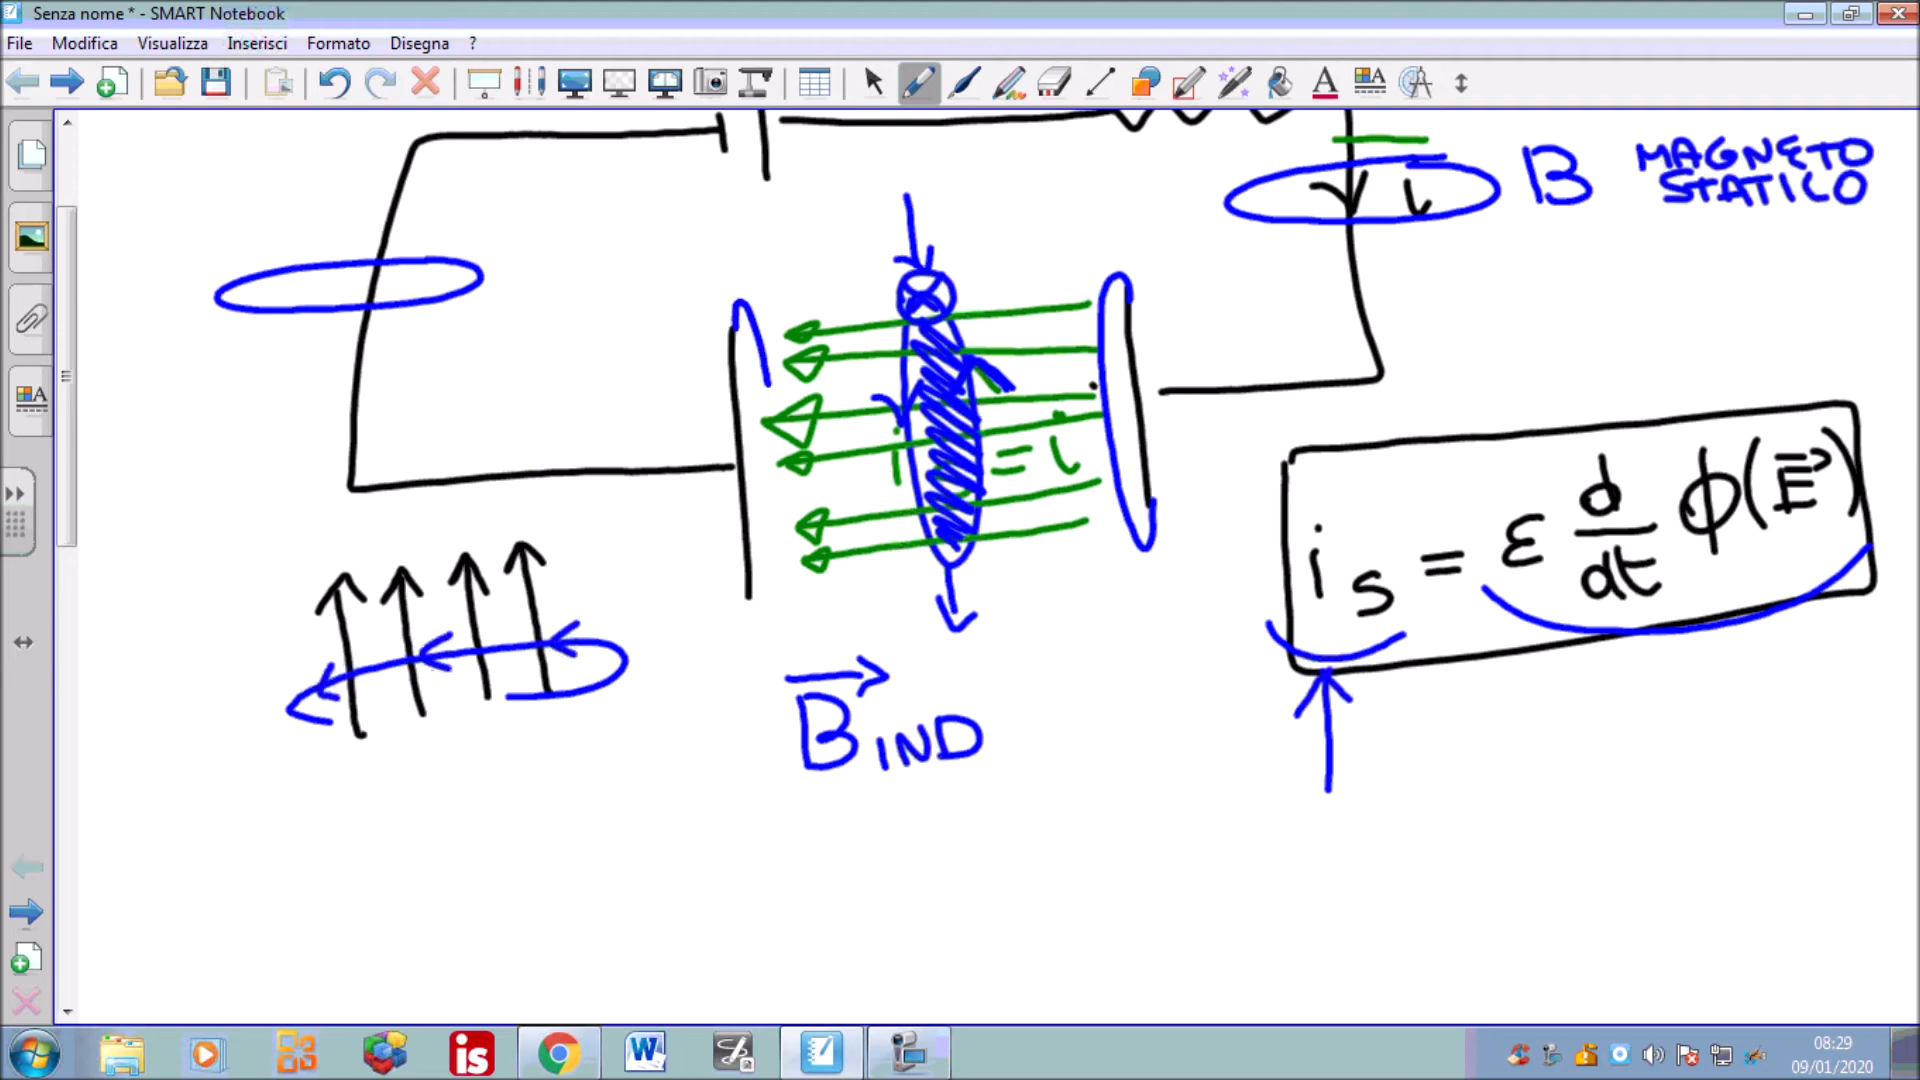 Senza nome * - SMART Notebook
File Modifica Visualizza Inserisci Formato Disegna ?
B MAGNETO
STATICO
i
i = i
i s = ε d/dt ϕ(E)
B IND
08:29
09/01/2020